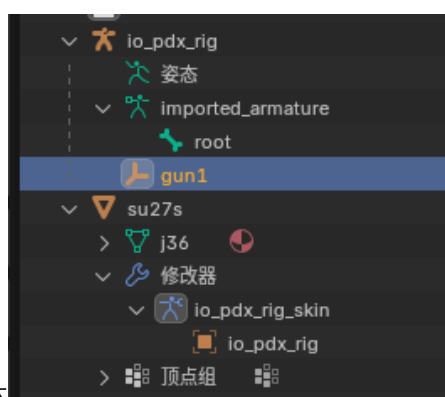 io_pdx_rig
姿态
imported_armature
root
gun1
su27s
j36
修改器
io_pdx_rig_skin
io_pdx_rig
顶点组